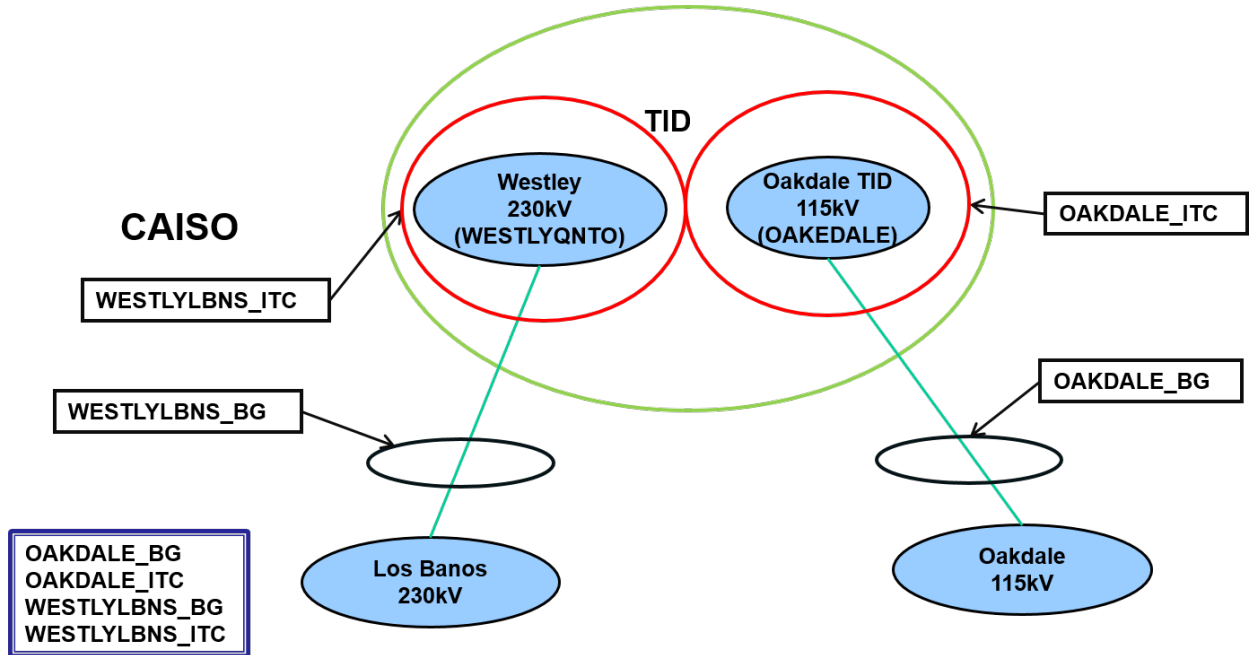 TID
Westley
230kV
(WESTLYQNTO)
Oakdale TID
115kV
(OAKEDALE)
CAISO
OAKDALE_ITC
WESTLYLBNS_ITC
WESTLYLBNS_BG
OAKDALE_BG
OAKDALE_BG
OAKDALE_ITC
WESTLYLBNS_BG
WESTLYLBNS_ITC
Los Banos
230kV
Oakdale
115kV